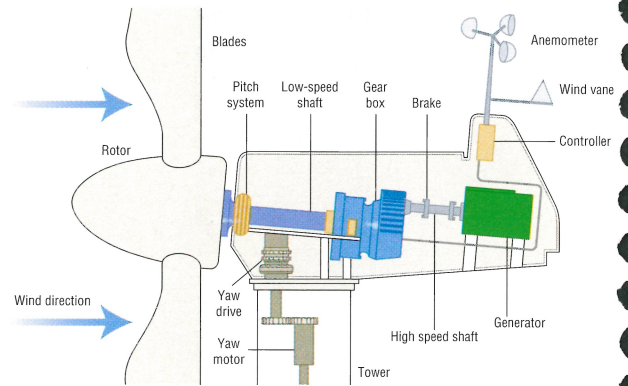 Blades
Anemometer
Pitch
system
Low-speed
shaft
Gear
box
Brake
Wind vane
Controller
Rotor
Wind direction
Yaw
drive
Yaw
motor
Tower
High speed shaft
Generator